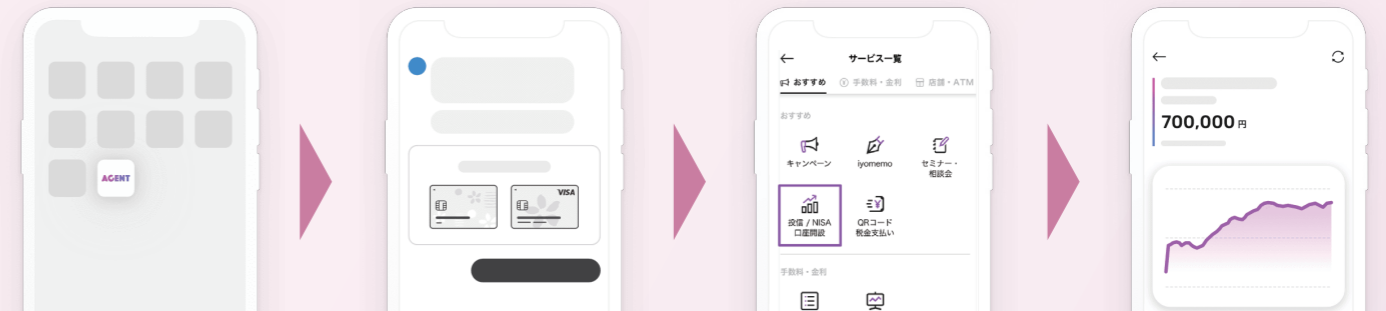 AGENT
VISA
サービス一覧
おすすめ
手数料・金利
店舗・ATM
おすすめ
キャンペーン
iyomemo
セミナー・
相談会
投信 / NISA
口座開設
QRコード
税金支払い
手数料・金利
700,000 円